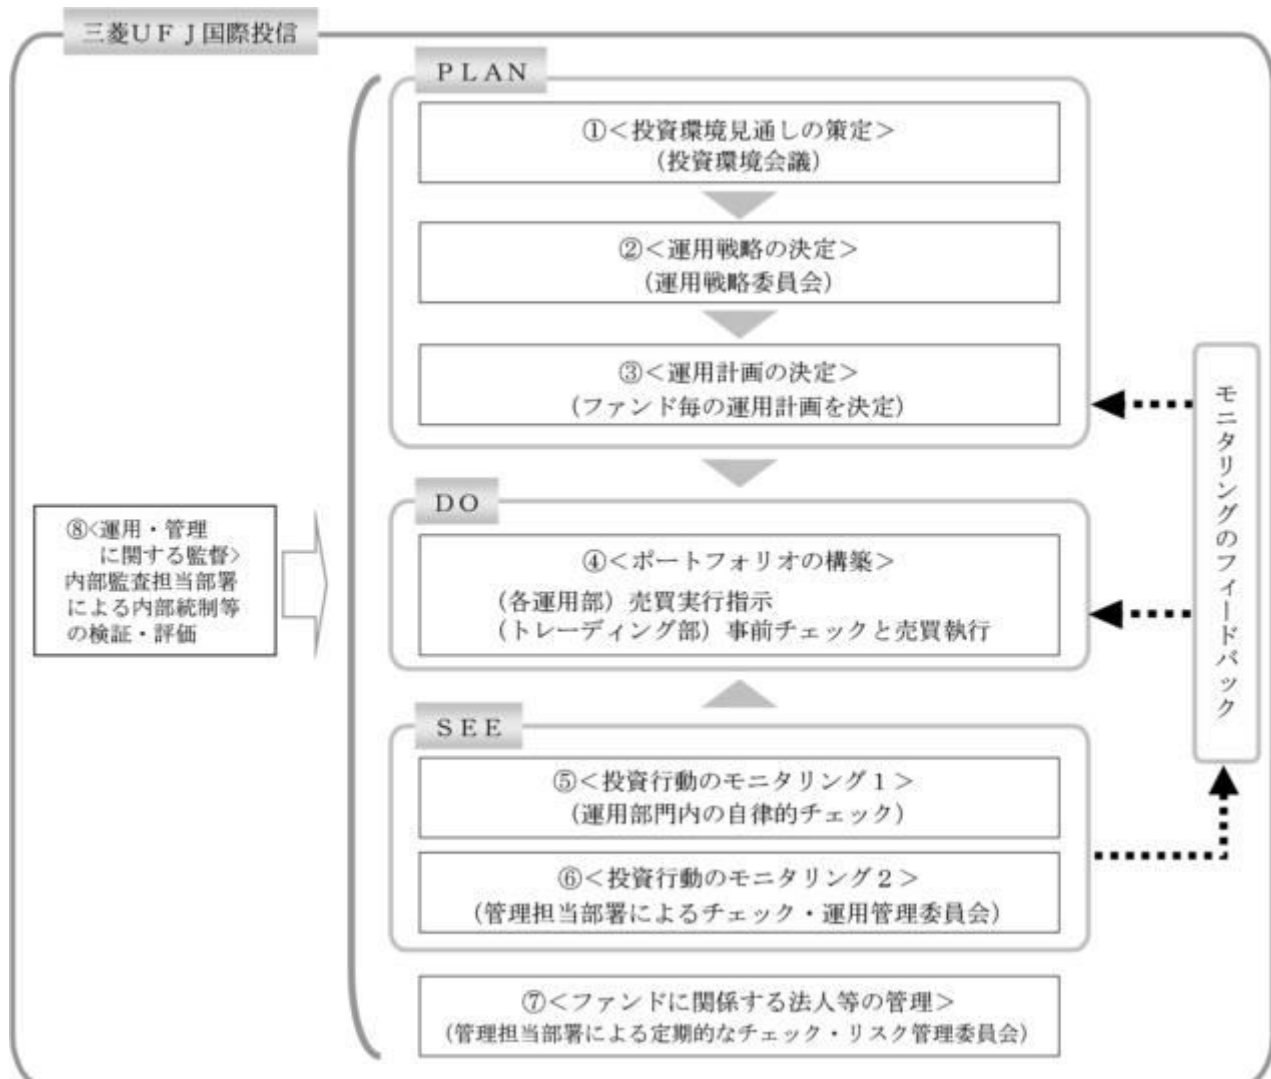 三菱ＵＦＪ国際投信
ＰＬＡＮ
①＜投資環境見通しの策定＞
（投資環境会議）
②＜運用戦略の決定＞
（運用戦略委員会）
③＜運用計画の決定＞
（ファンド毎の運用計画を決定）
ＤＯ
④＜ポートフォリオの構築＞
（各運用部）売買実行指示
（トレーディング部）事前チェックと売買執行
ＳＥＥ
⑤＜投資行動のモニタリング１＞
（運用部門内の自律的チェック）
⑥＜投資行動のモニタリング２＞
（管理担当部署によるチェック・運用管理委員会）
⑦＜ファンドに関係する法人等の管理＞
（管理担当部署による定期的なチェック・リスク管理委員会）
⑧<運用・管理
に関する監督>
内部監査担当部署
による内部統制等
の検証・評価
モニタリングのフィードバック